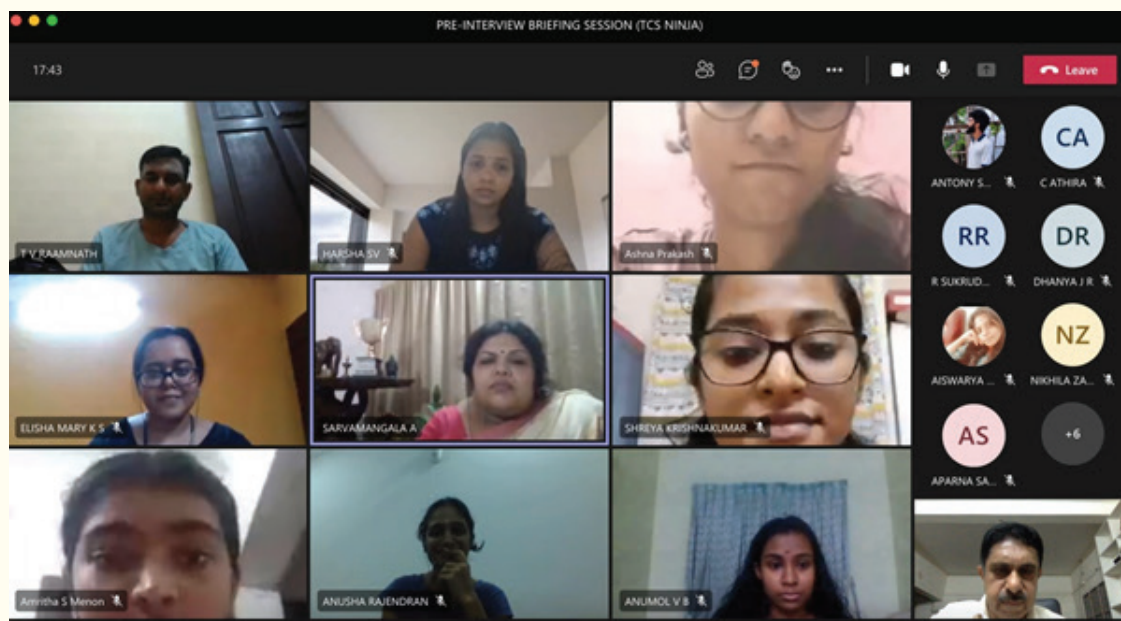 PRE-INTERVIEW BRIEFING SESSION (TCS NINJA)
17:43
Leave
T V RAAMNATH
HARSHA SV
Ashna Prakash
ANTONY S...
CA
C ATHIRA
RR
R SUKRUD...
DR
DHANYA J R
ELISHA MARY K S
SARVAMANGALA A
SHREYA KRISHNAKUMAR
AISWARYA ...
NZ
NIKHILA ZA...
AS
APARNA SA...
+6
Amritha S Menon
ANUSHA RAJENDRAN
ANUMOL V B